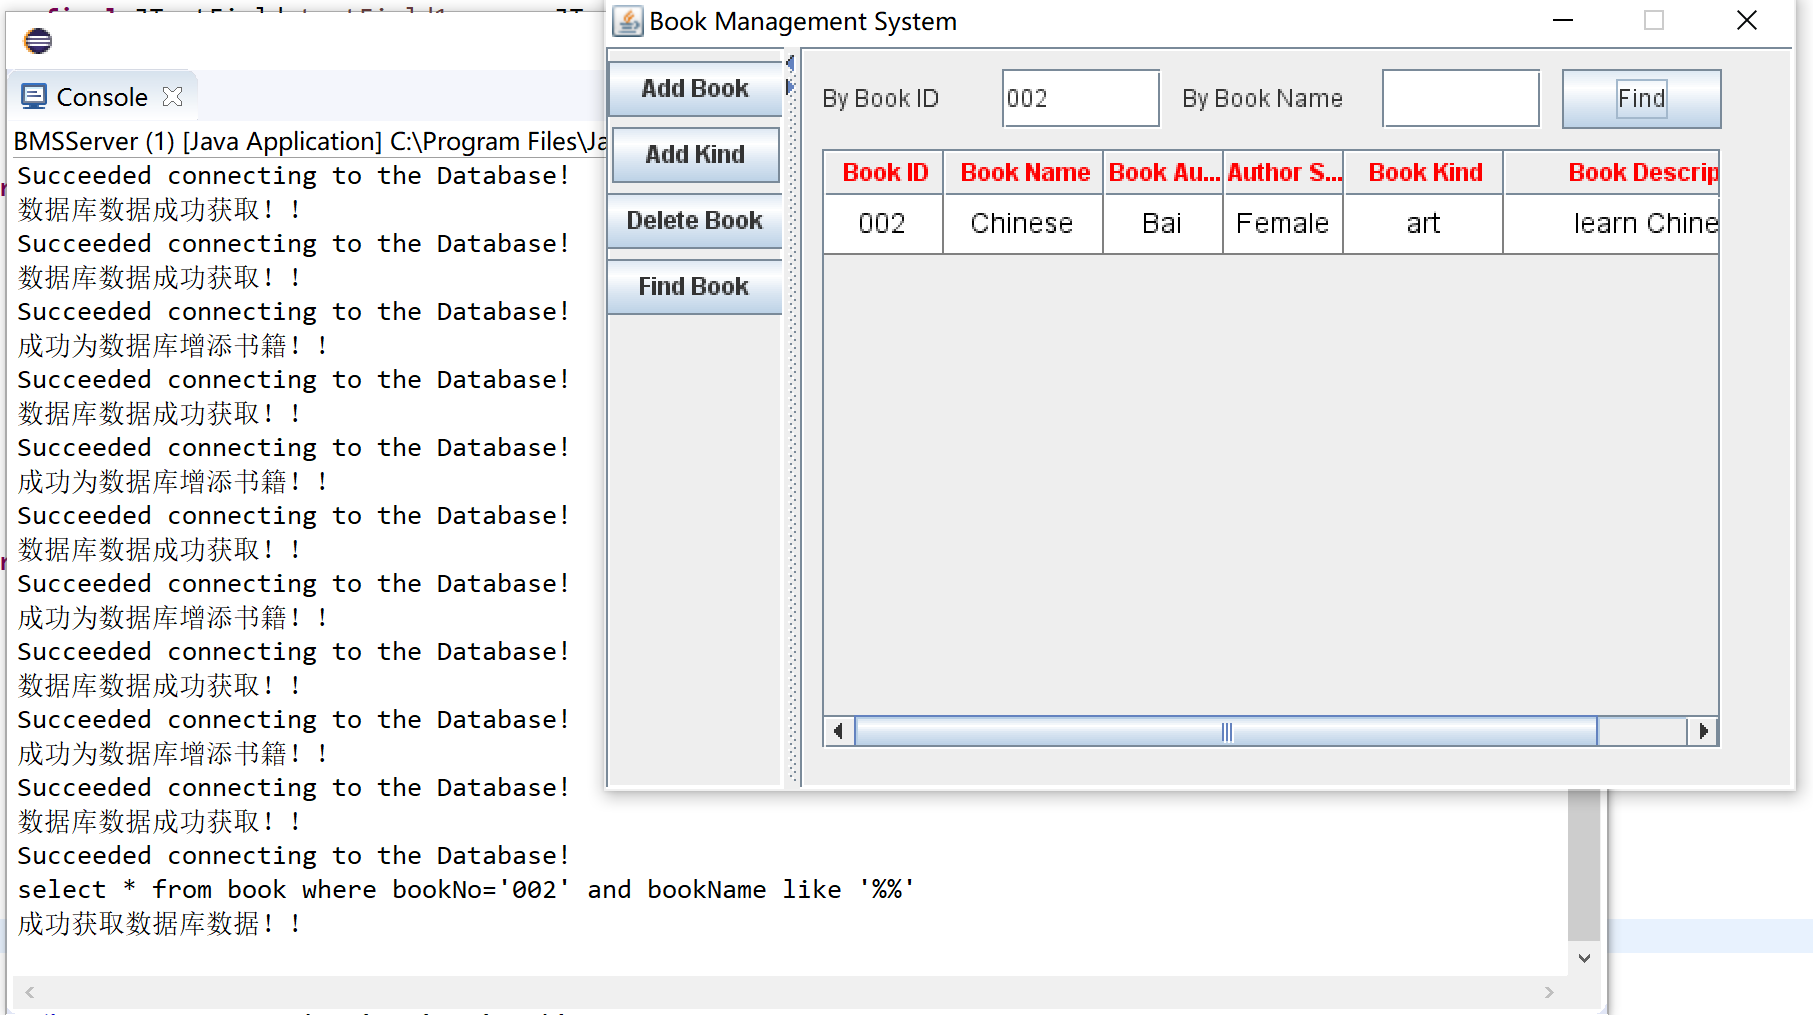 Console
BMSServer (1) [Java Application] C:\Program Files\Ja
Succeeded connecting to the Database!
数据库数据成功获取！！
Succeeded connecting to the Database!
数据库数据成功获取！！
Succeeded connecting to the Database!
成功为数据库增添书籍！！
Succeeded connecting to the Database!
数据库数据成功获取！！
Succeeded connecting to the Database!
成功为数据库增添书籍！！
Succeeded connecting to the Database!
数据库数据成功获取！！
Succeeded connecting to the Database!
成功为数据库增添书籍！！
Succeeded connecting to the Database!
数据库数据成功获取！！
Succeeded connecting to the Database!
成功为数据库增添书籍！！
Succeeded connecting to the Database!
数据库数据成功获取！！
Succeeded connecting to the Database!
select * from book where bookNo='002' and bookName like '%%'
成功获取数据库数据！！
Book Management System
Add Book
Add Kind
Delete Book
Find Book
By Book ID 002 By Book Name Find
Book ID Book Name Book Au... Author S... Book Kind Book Descrip
002 Chinese Bai Female art learn Chine